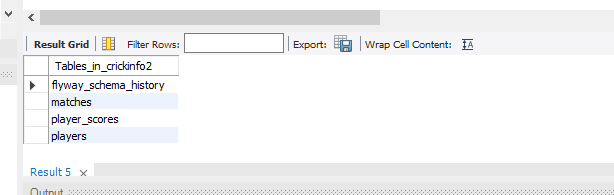 Result Grid Filter Rows: Export: Wrap Cell Content:
Tables_in_crickinfo2
flyway_schema_history
matches
player_scores
players
Result 5 ×
Output